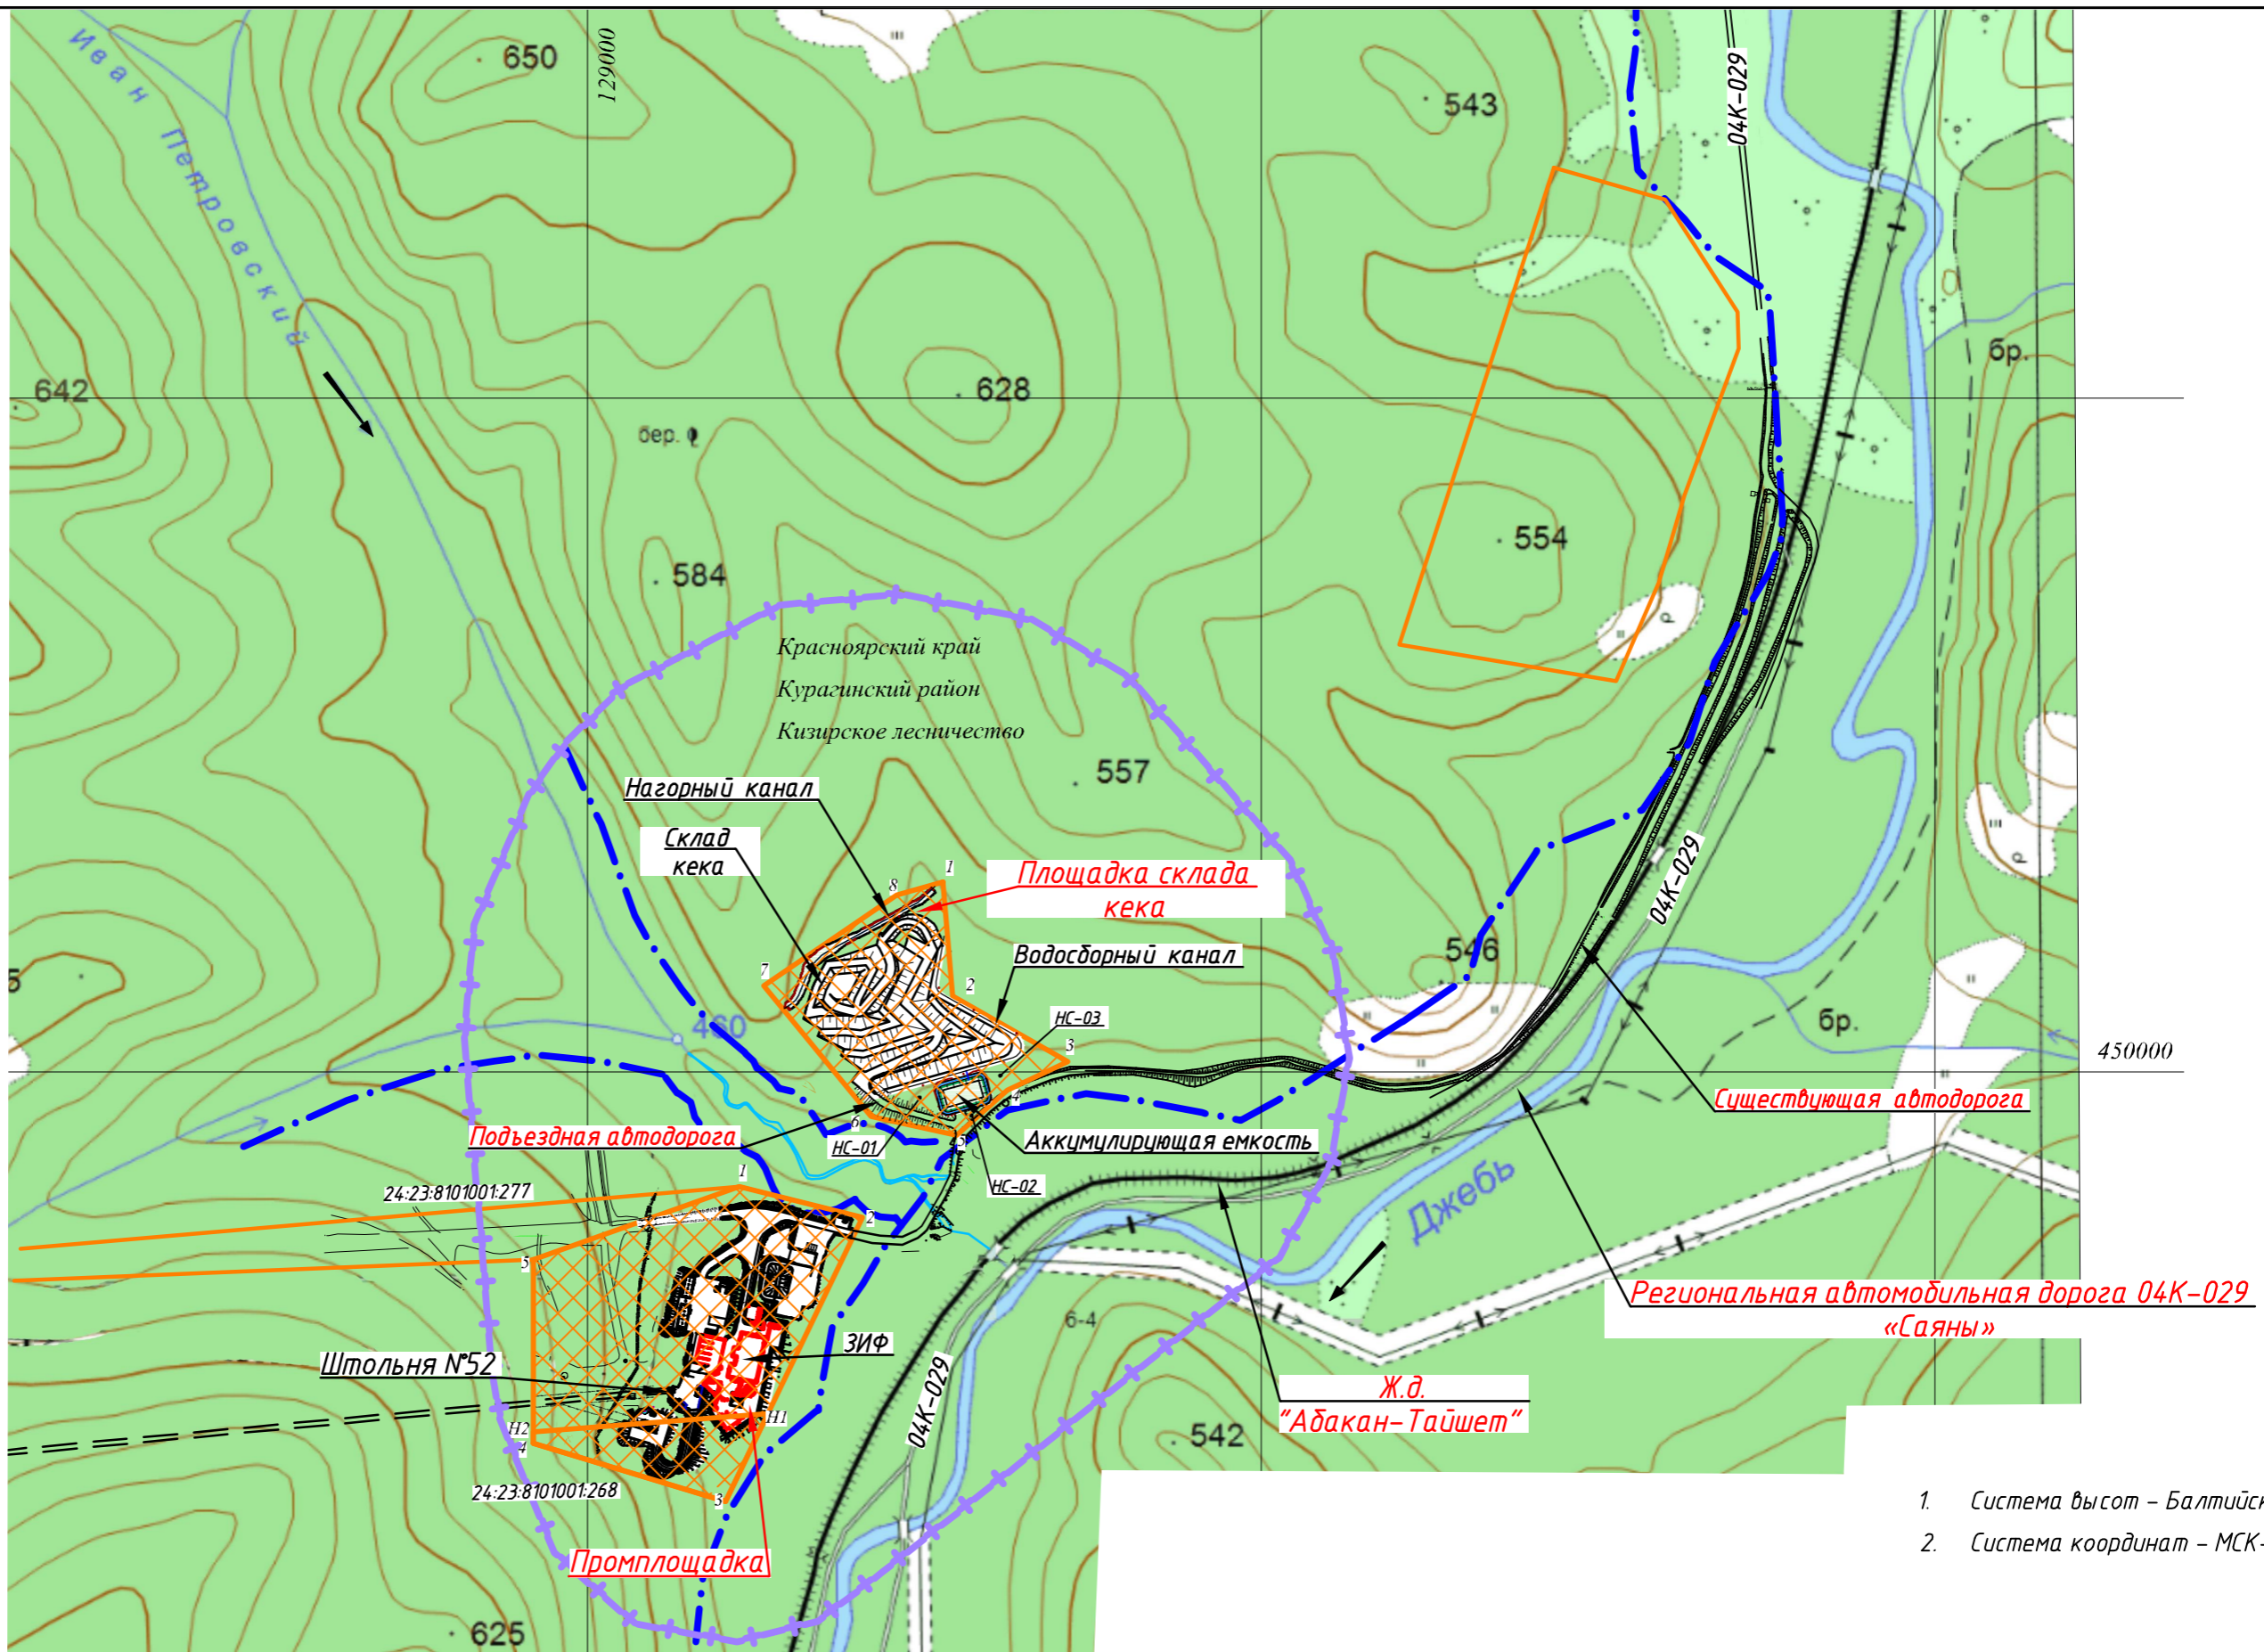 Иван Петровский
650
129000
543
04К-029
642
628
бер.
бр.
584
554
Красноярский край
Курагинский район
Кизирское лесничество
557
Нагорный канал
Склад
кека
8
1
Площадка склада
кека
04К-029
546
7
2
Водосборный канал
НС-03
460
3
бр.
450000
4
Существующая автодорога
6
5
Подъездная автодорога
НС-01
Аккумулирующая емкость
НС-02
1
24:23:8101001:277
2
5
Джебь
Региональная автомобильная дорога 04К-029
«Саяны»
6-4
ЗИФ
Штольня №52
Ж.д.
"Абакан-Тайшет"
04К-029
Н1
Н2
4
542
24:23:8101001:268
3
1. Система высот – Балтийск
2. Система координат – МСК-
Промплощадка
625